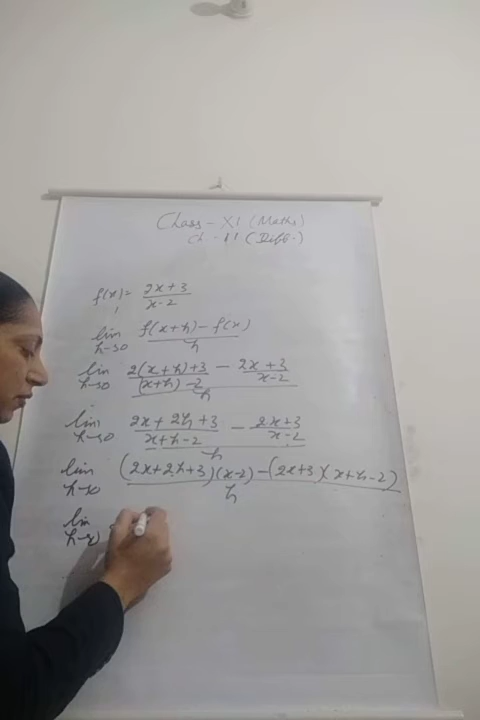 Class - XI (Maths)
Ch - 11 (Diff.)
f(x) = 2x+3 / x-2
lim h→0 f(x+h) - f(x) / h
lim h→0 2(x+h)+3 / (x+h)-2 - 2x+3 / x-2 / h
lim h→0 2x+2h+3 / x+h-2 - 2x+3 / x-2 / h
lim h→0 (2x+2h+3)(x-2) - (2x+3)(x+h-2) / h
lim h→0